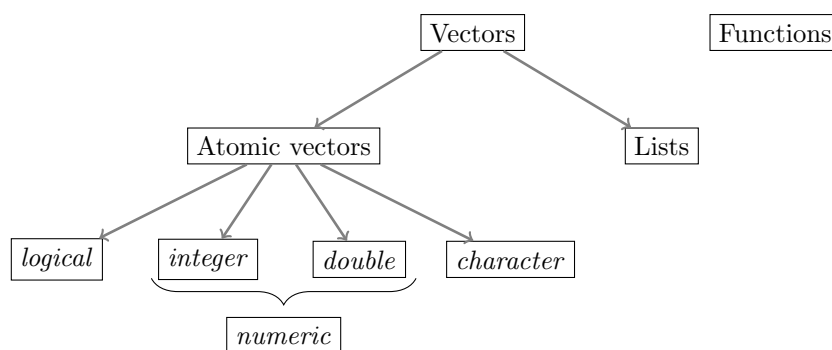 Vectors
Functions
Atomic vectors
Lists
logical
integer
double
character
numeric